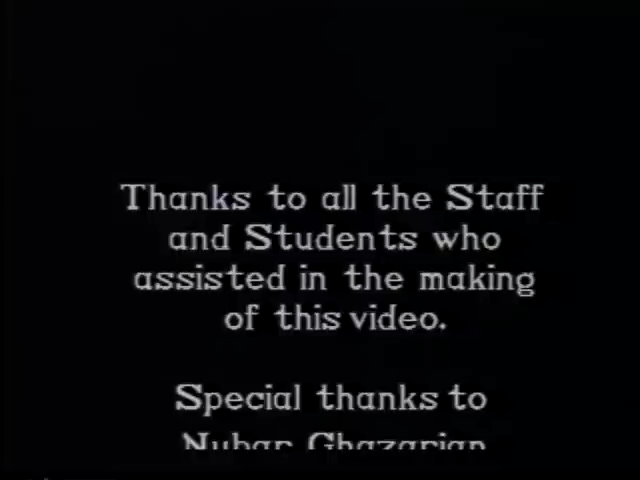 Thanks to all the Staff
and Students who
assisted in the making
of this video.
Special thanks to
Nubar Ghazarian